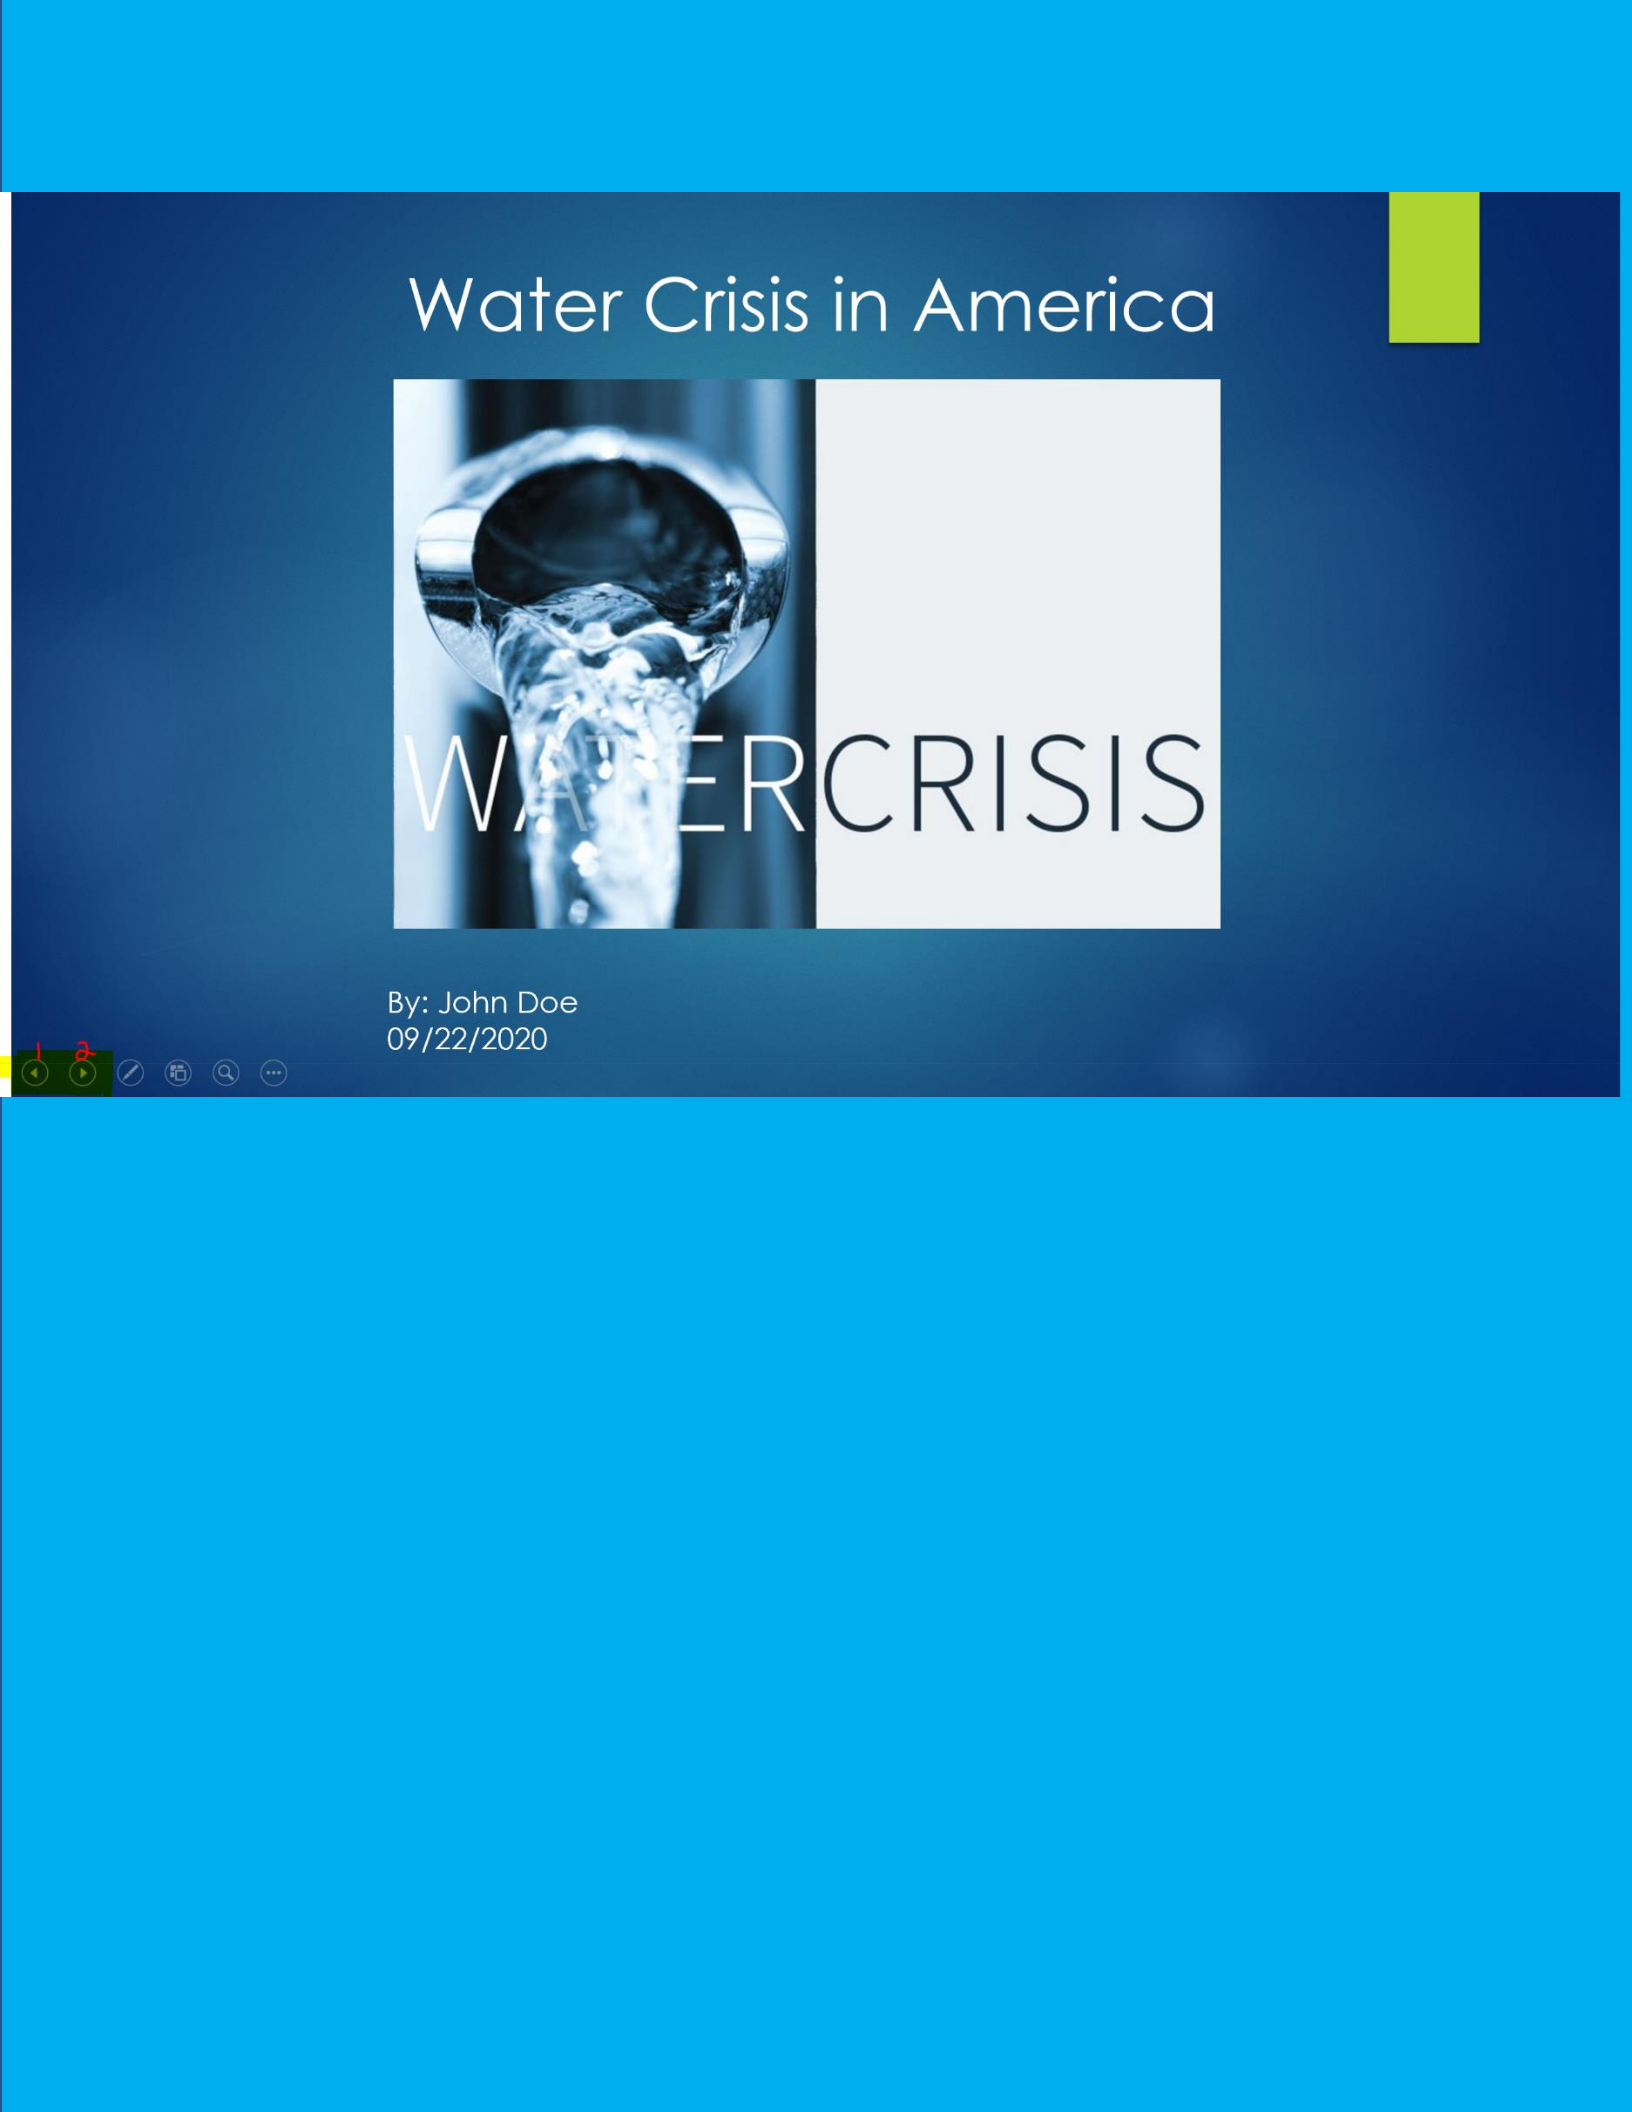 Water Crisis in America
WATERCRISIS
By: John Doe
09/22/2020
1 2